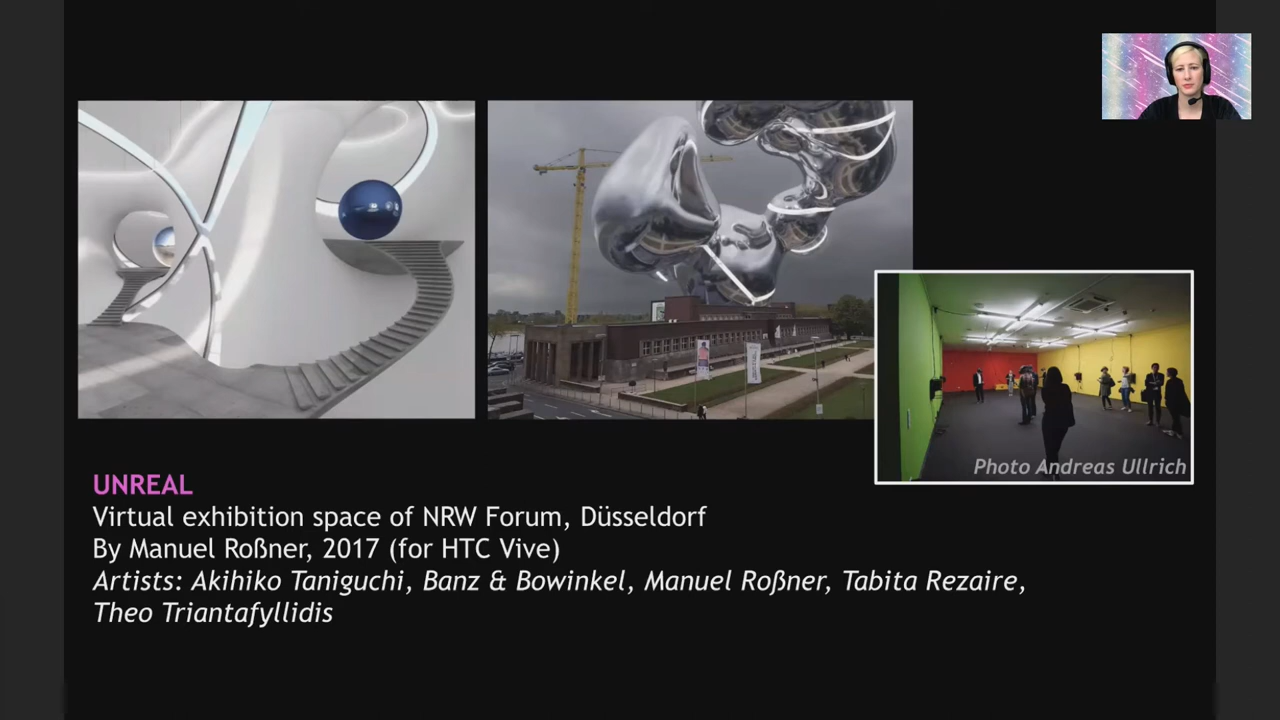 Photo Andreas Ullrich
UNREAL
Virtual exhibition space of NRW Forum, Düsseldorf
By Manuel Roßner, 2017 (for HTC Vive)
Artists: Akihiko Taniguchi, Banz & Bowinkel, Manuel Roßner, Tabita Rezaire,
Theo Triantafyllidis